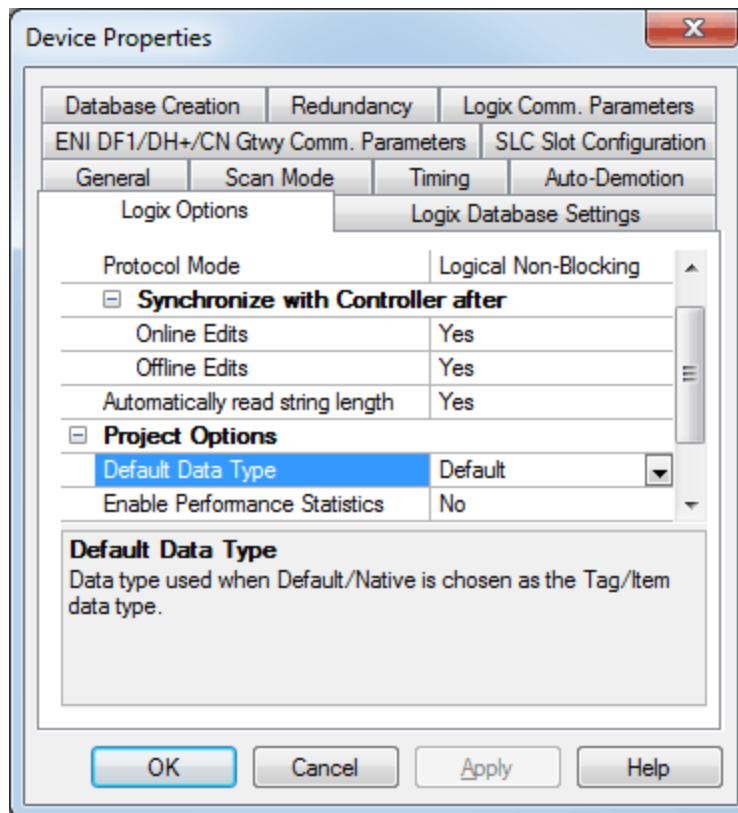 Device Properties
Database Creation Redundancy Logix Comm. Parameters
ENI DF1/DH+/CN Gtwy Comm. Parameters SLC Slot Configuration
General Scan Mode Timing Auto-Demotion
Logix Options Logix Database Settings
Protocol Mode Logical Non-Blocking
Synchronize with Controller after
Online Edits Yes
Offline Edits Yes
Automatically read string length Yes
Project Options
Default Data Type Default
Enable Performance Statistics No
Default Data Type
Data type used when Default/Native is chosen as the Tag/Item
data type.
OK Cancel Apply Help